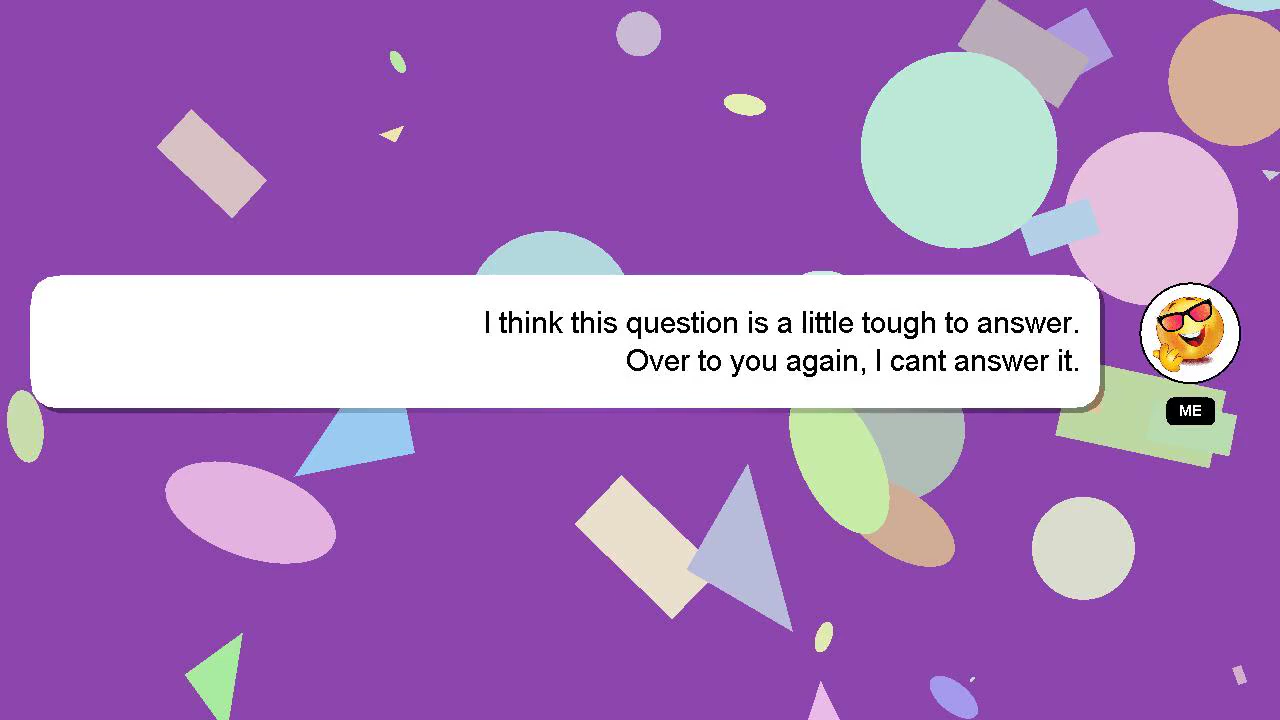 I think this question is a little tough to answer.
Over to you again, I cant answer it.
ME